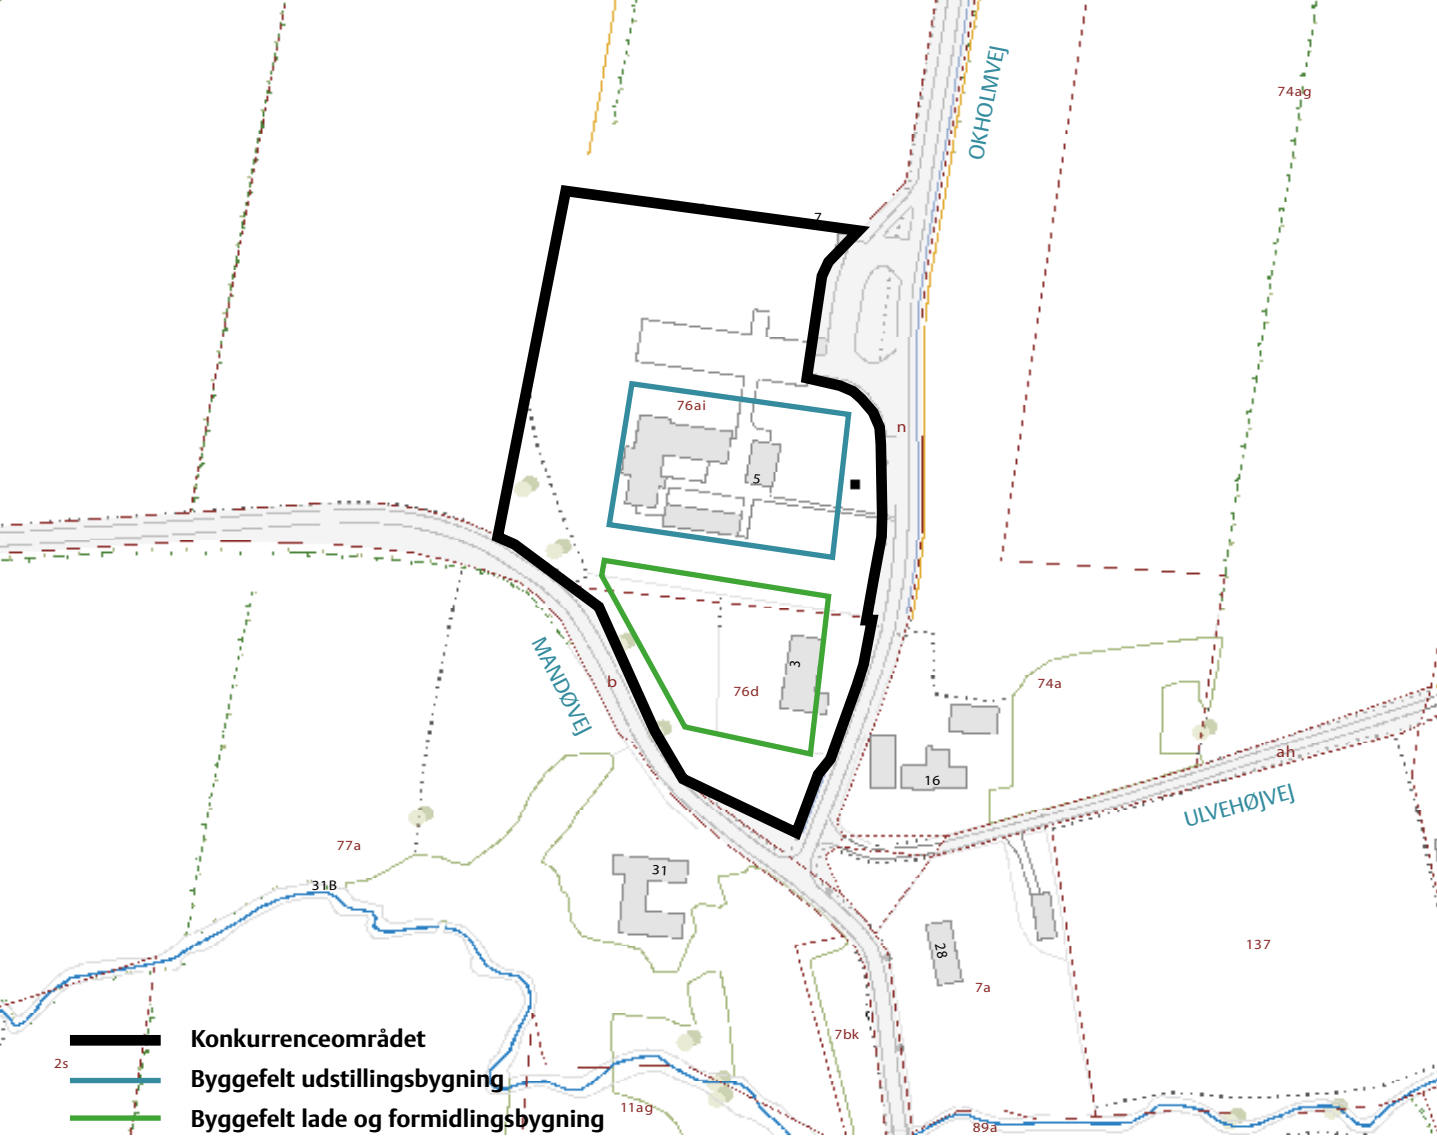 OKHOLMVEJ
74ag
7
76ai
n
5
MANDØVEJ
b
3
76d
74a
16
ah
ULVEHØJVEJ
77a
31B
31
28
137
7a
7bk
2s
11ag
89a
Konkurrenceområdet
Byggefelt udstillingsbygning
Byggefelt lade og formidlingsbygning